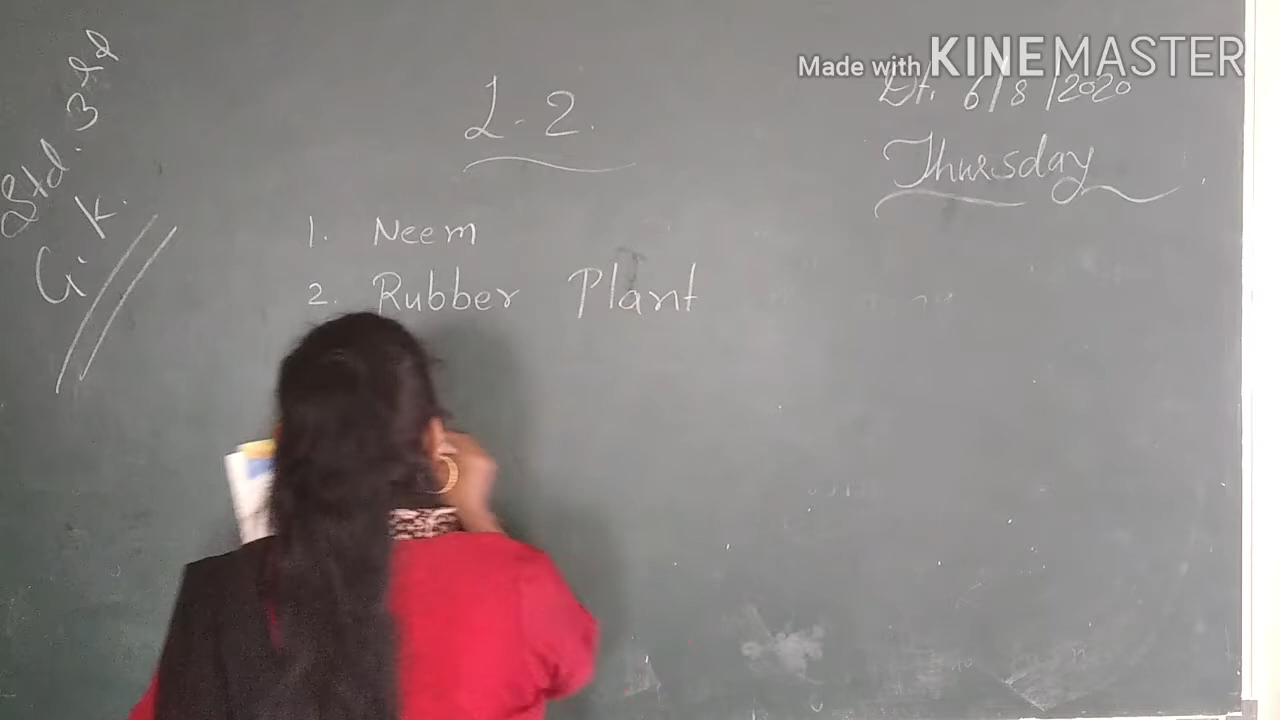 Made with KINEMASTER
Std. 3rd
G. K.
L-2.
Dt. 6/8/2020
Thursday
1. Neem
2. Rubber Plant